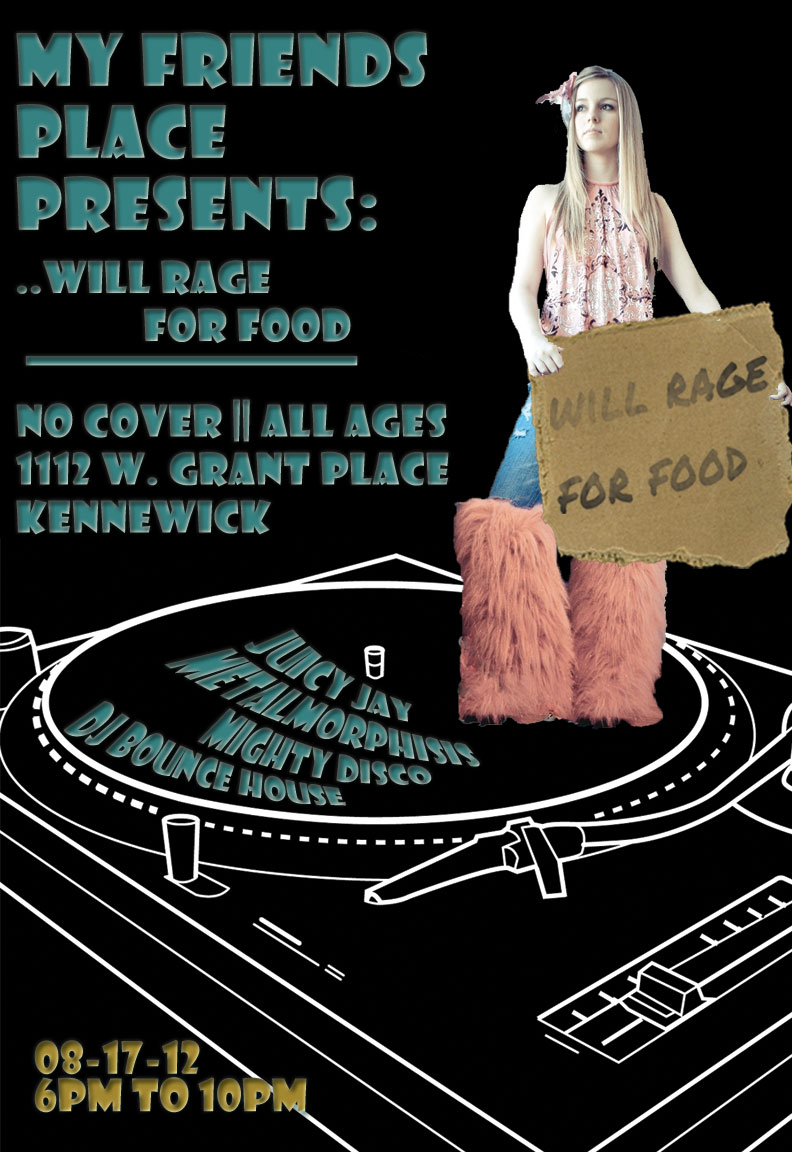 MY FRIENDS
PLACE
PRESENTS:
..WILL RAGE
FOR FOOD
NO COVER || ALL AGES
1112 W. GRANT PLACE
KENNEWICK
WILL RAGE
FOR FOOD
JUICY JAY
METALMORPHISIS
MIGHTY DISCO
DJ BOUNCE HOUSE
08-17-12
6PM TO 10PM